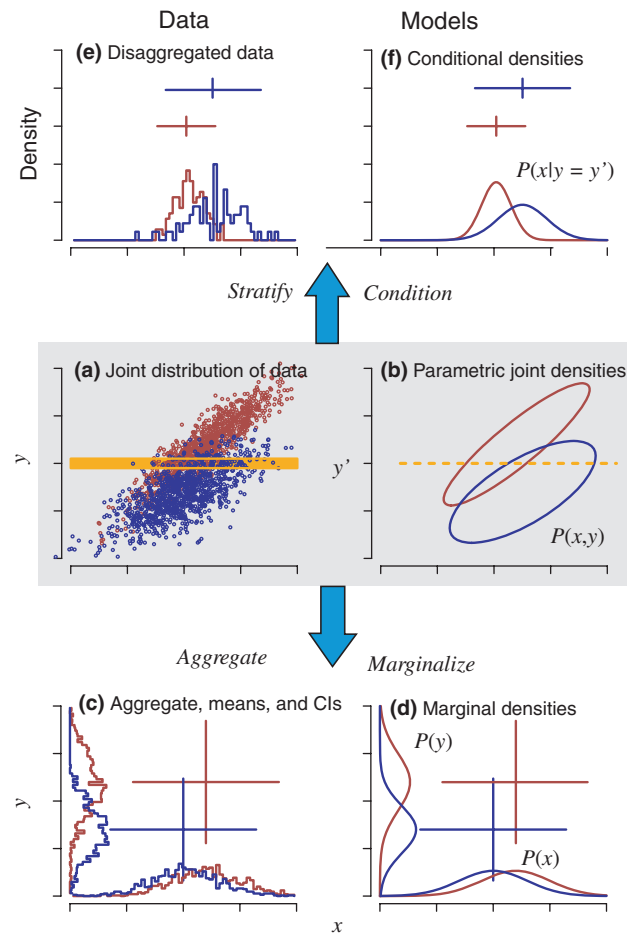 Data Models
(e) Disaggregated data
(f) Conditional densities
Density
P(x|y = y’)
Stratify Condition
(a) Joint distribution of data
(b) Parametric joint densities
y
y’
P(x,y)
Aggregate Marginalize
(c) Aggregate, means, and CIs
(d) Marginal densities
P(y)
y
P(x)
x